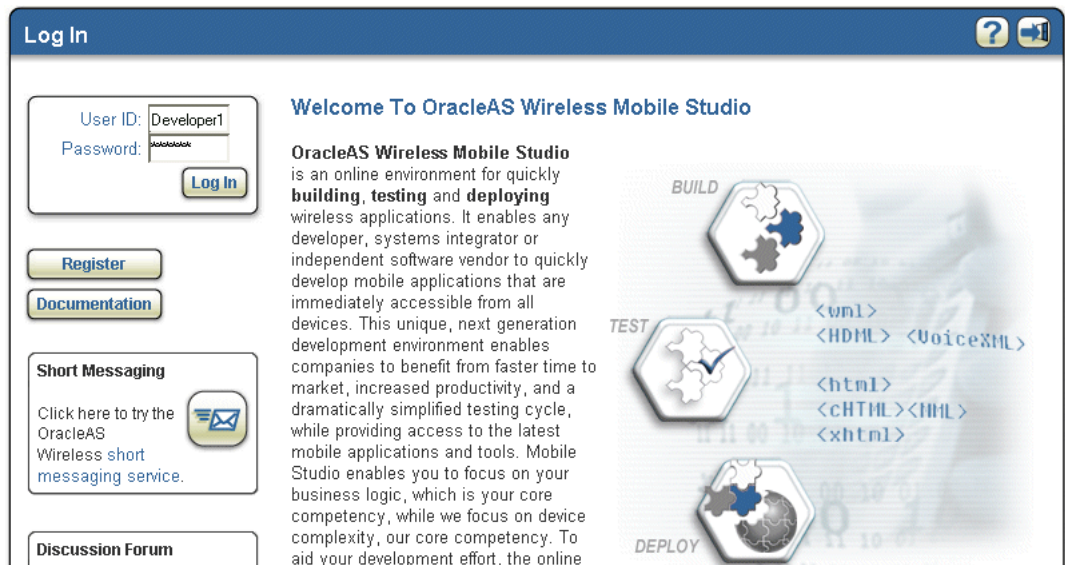 Log In
User ID: Developer1
Password: ********
Log In
Register
Documentation
Short Messaging
Click here to try the
OracleAS
Wireless short
messaging service.
Discussion Forum
Welcome To OracleAS Wireless Mobile Studio
OracleAS Wireless Mobile Studio
is an online environment for quickly
building, testing and deploying
wireless applications. It enables any
developer, systems integrator or
independent software vendor to quickly
develop mobile applications that are
immediately accessible from all
devices. This unique, next generation
development environment enables
companies to benefit from faster time to
market, increased productivity, and a
dramatically simplified testing cycle,
while providing access to the latest
mobile applications and tools. Mobile
Studio enables you to focus on your
business logic, which is your core
competency, while we focus on device
complexity, our core competency. To
aid your development effort, the online
BUILD
TEST
DEPLOY
<wml>
<HDML> <VoiceXML>
<html>
<cHTML><MML>
<xhtml>